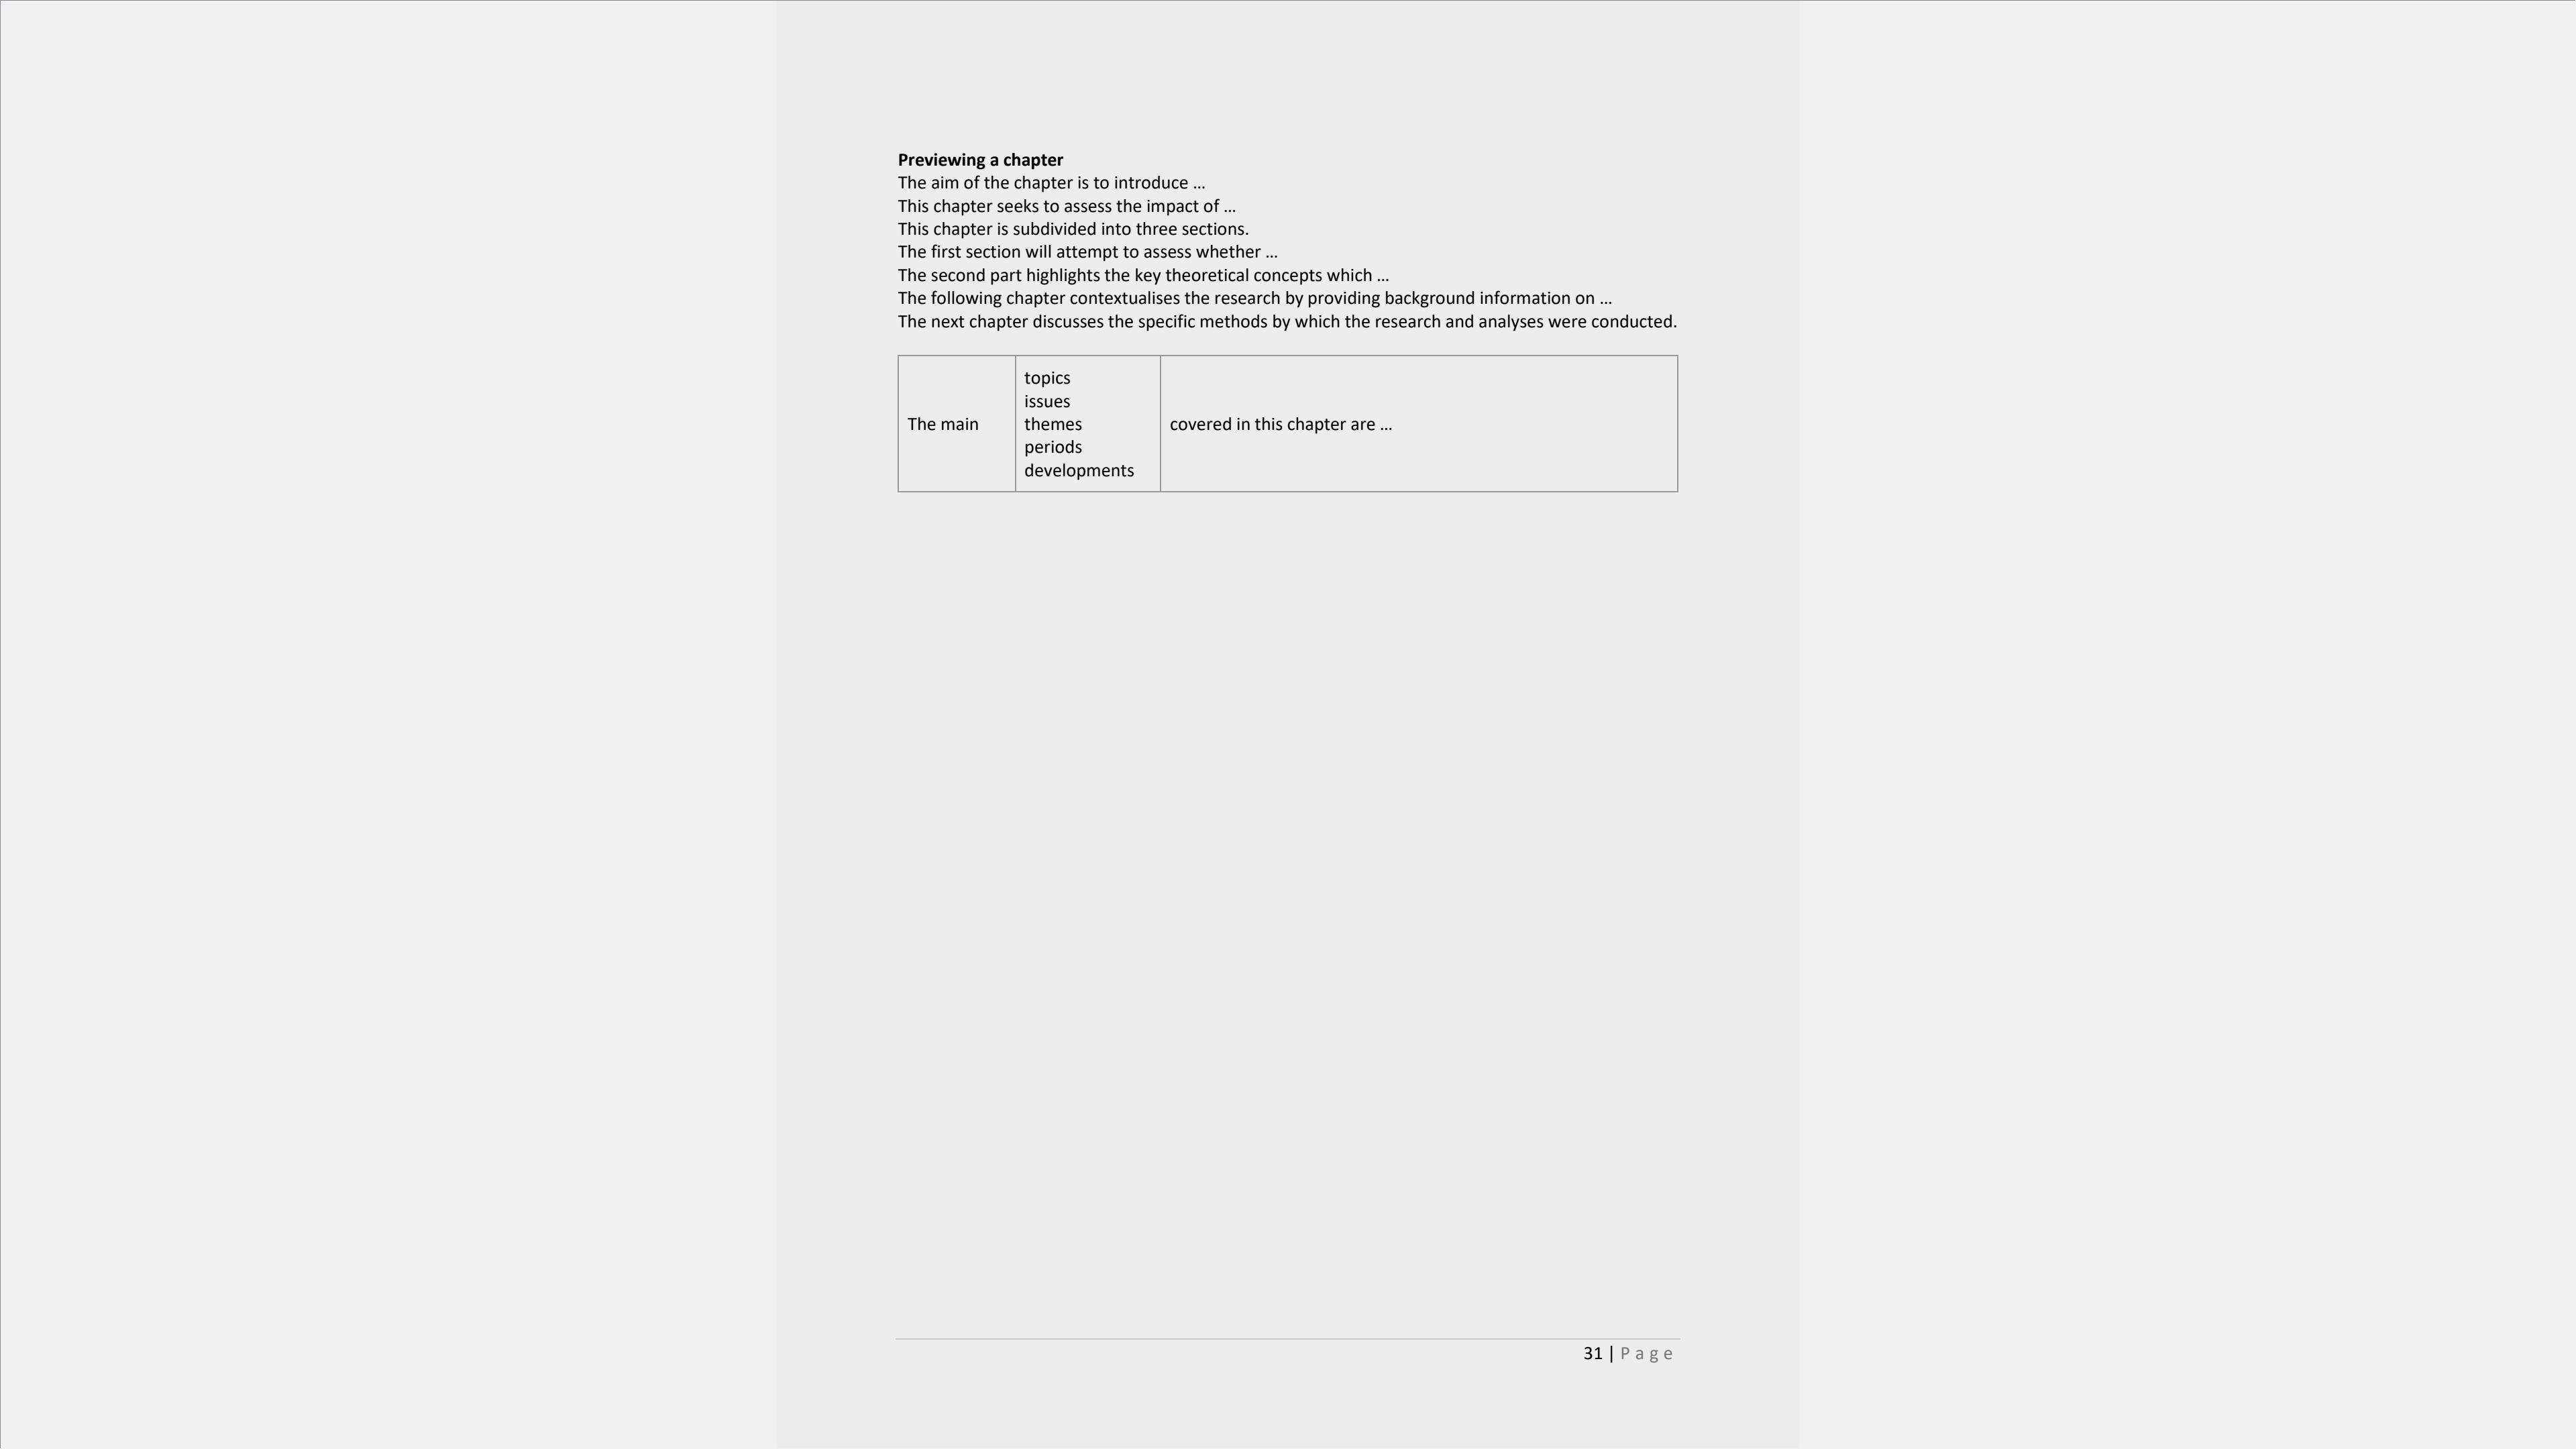 Previewing a chapter
The aim of the chapter is to introduce …
This chapter seeks to assess the impact of …
This chapter is subdivided into three sections.
The first section will attempt to assess whether …
The second part highlights the key theoretical concepts which …
The following chapter contextualises the research by providing background information on …
The next chapter discusses the specific methods by which the research and analyses were conducted.
The main
topics
issues
themes
periods
developments
covered in this chapter are …
31 | Page